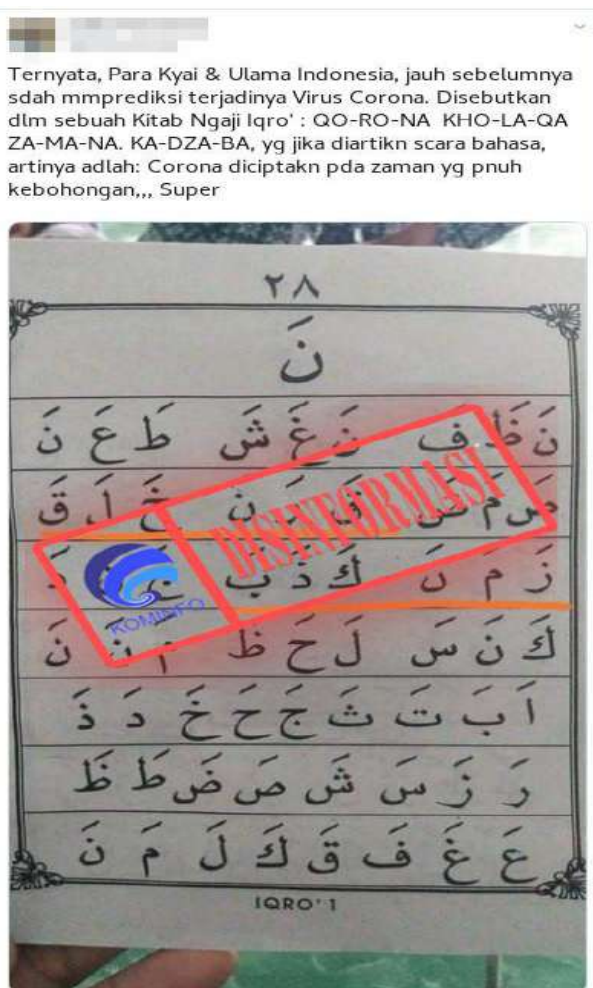 Ternyata, Para Kyai & Ulama Indonesia, jauh sebelumnya
sdah mmprediksi terjadinya Virus Corona. Disebutkan
dlm sebuah Kitab Ngaji Iqro' : QO-RO-NA KHO-LA-QA
ZA-MA-NA. KA-DZA-BA, yg jika diartikn scara bahasa,
artinya adlah: Corona diciptakn pda zaman yg pnuh
kebohongan,,, Super
٢٨
نَ
نَ ظَ فَ نَ غَ شَ طَ عَ نَ
صَ مَ قَ رَ نَ خَ لَ قَ
زَ مَ نَ كَ ذَ بَ
كَ نَ سَ لَ حَ ظَ نَ نَ
اَ بَ تَ ثَ جَ حَ خَ دَ ذَ
رَ زَ سَ شَ صَ ضَ طَ ظَ
عَ غَ فَ قَ كَ لَ مَ نَ
IQRO' 1
DISINFORMASI
KOMINFO